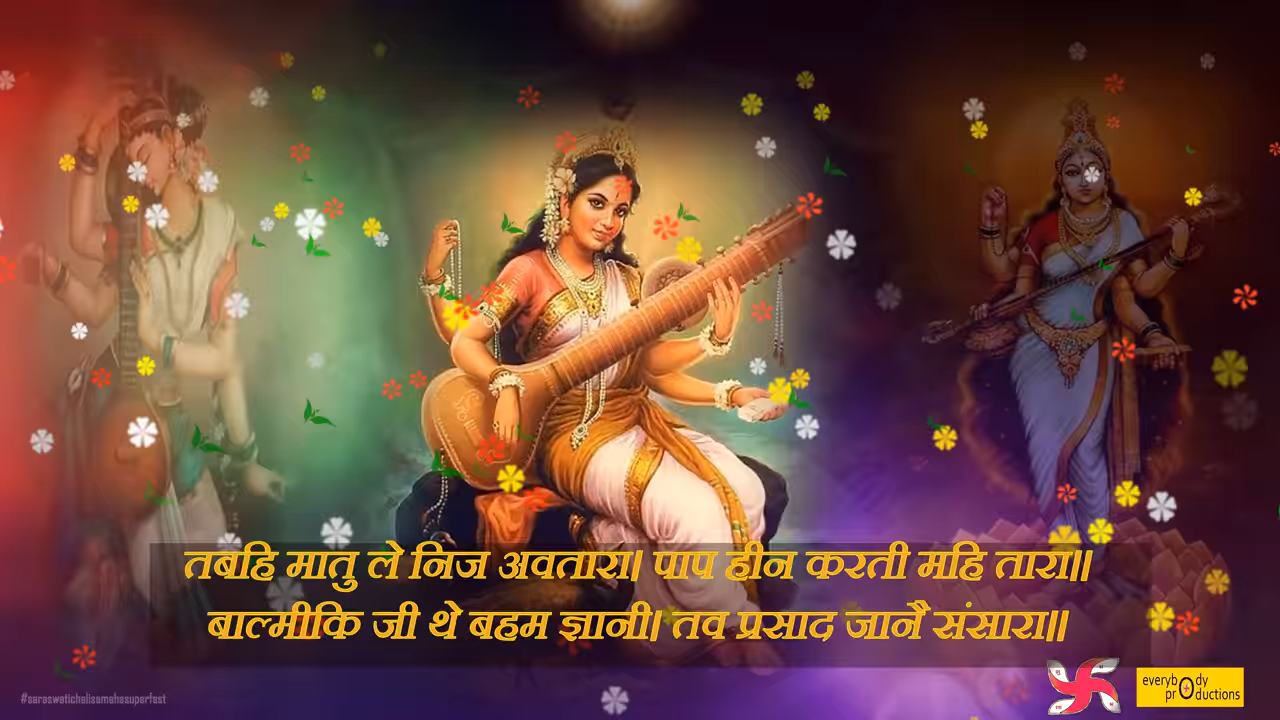 तबहि मातु ले निज अवतारा। पाप हीन करती महि तारा॥
बाल्मीकि जी थे बहम ज्ञानी। तव प्रसाद जानै संसारा॥
#saraswatichalisamahasuperfast
everybody
productions